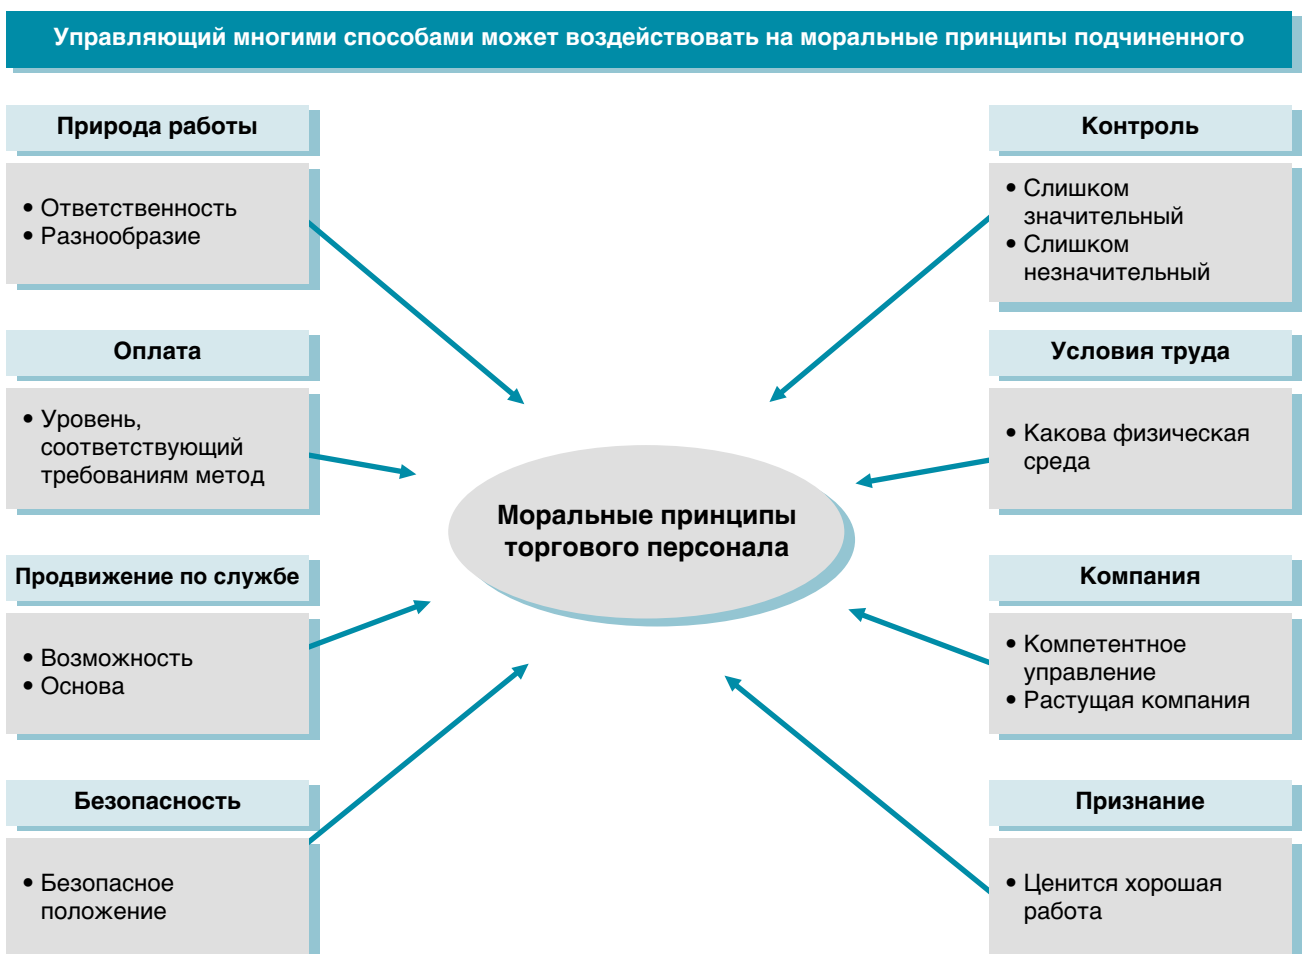 Управляющий многими способами может воздействовать на моральные принципы подчиненного
Природа работы
• Ответственность
• Разнообразие
Оплата
• Уровень,
соответствующий
требованиям метод
Продвижение по службе
• Возможность
• Основа
Безопасность
• Безопасное
положение
Моральные принципы
торгового персонала
Контроль
• Слишком
значительный
• Слишком
незначительный
Условия труда
• Какова физическая
среда
Компания
• Компетентное
управление
• Растущая компания
Признание
• Ценится хорошая
работа